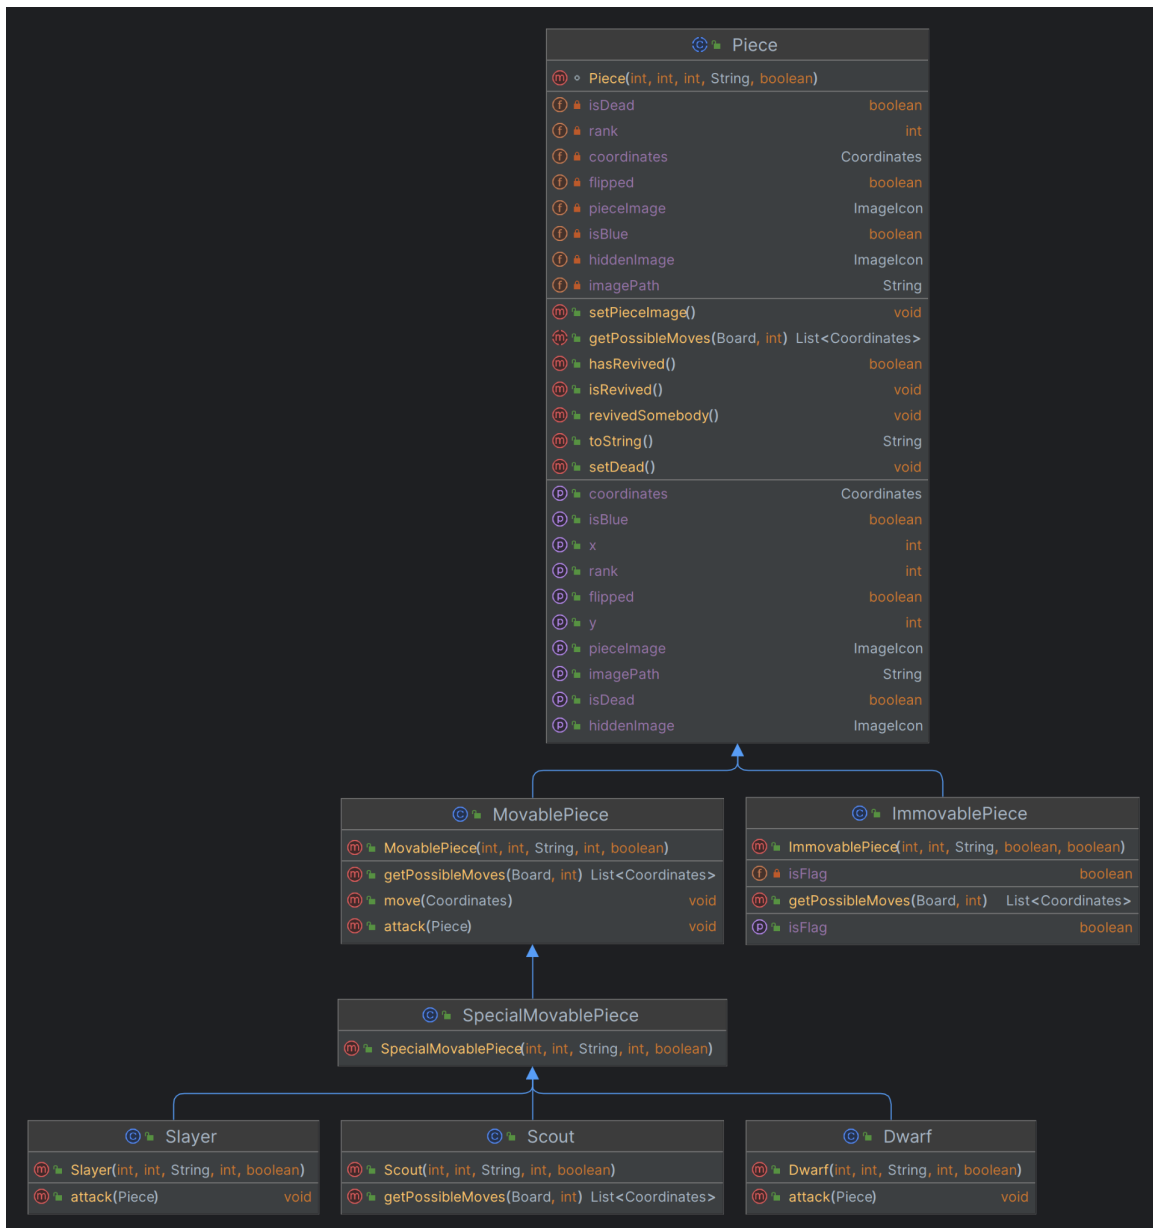 Piece
Piece(int, int, int, String, boolean)
isDead boolean
rank int
coordinates Coordinates
flipped boolean
pieceImage ImageIcon
isBlue boolean
hiddenImage ImageIcon
imagePath String
setPieceImage() void
getPossibleMoves(Board, int) List<Coordinates>
hasRevived() boolean
isRevived() void
revivedSomebody() void
toString() String
setDead() void
coordinates Coordinates
isBlue boolean
x int
rank int
flipped boolean
y int
pieceImage ImageIcon
imagePath String
isDead boolean
hiddenImage ImageIcon
MovablePiece
MovablePiece(int, int, String, int, boolean)
getPossibleMoves(Board, int) List<Coordinates>
move(Coordinates) void
attack(Piece) void
ImmovablePiece
ImmovablePiece(int, int, String, boolean, boolean)
isFlag boolean
getPossibleMoves(Board, int) List<Coordinates>
isFlag boolean
SpecialMovablePiece
SpecialMovablePiece(int, int, String, int, boolean)
Slayer
Slayer(int, int, String, int, boolean)
attack(Piece) void
Scout
Scout(int, int, String, int, boolean)
getPossibleMoves(Board, int) List<Coordinates>
Dwarf
Dwarf(int, int, String, int, boolean)
attack(Piece) void